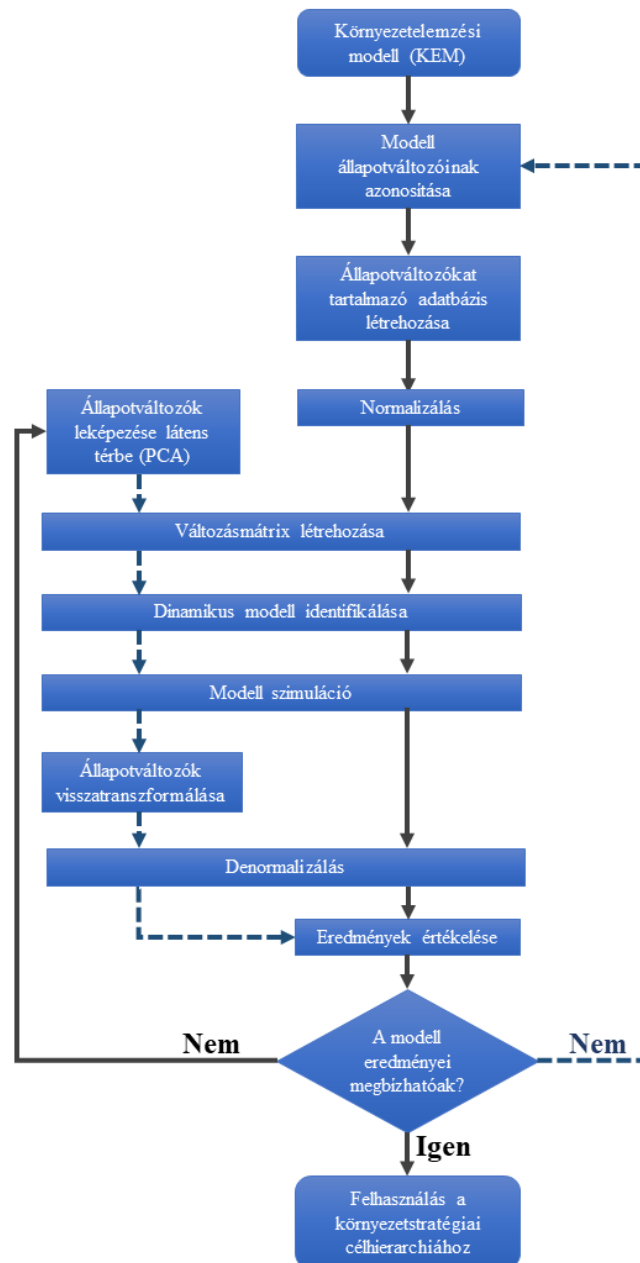 Környezetelemzési
modell (KEM)
Modell
állapotváltozóinak
azonosítása
Állapotváltozókat
tartalmazó adatbázis
létrehozása
Állapotváltozók
leképezése látens
térbe (PCA)
Normalizálás
Változásmátrix létrehozása
Dinamikus modell identifikálása
Modell szimuláció
Állapotváltozók
visszatranszformálása
Denormalizálás
Eredmények értékelése
Nem
A modell
eredményei
megbízhatóak?
Nem
Igen
Felhasználás a
környezetstratégiai
célhierarchiához